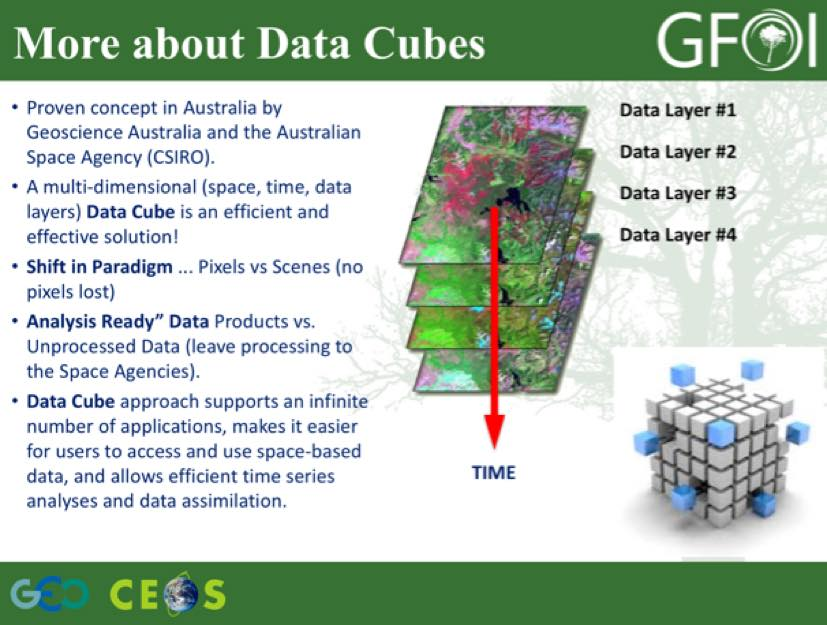 More about Data Cubes
GFOI
• Proven concept in Australia by
Geoscience Australia and the Australian
Space Agency (CSIRO).
• A multi-dimensional (space, time, data
layers) Data Cube is an efficient and
effective solution!
• Shift in Paradigm ... Pixels vs Scenes (no
pixels lost)
• Analysis Ready” Data Products vs.
Unprocessed Data (leave processing to
the Space Agencies).
• Data Cube approach supports an infinite
number of applications, makes it easier
for users to access and use space-based
data, and allows efficient time series
analyses and data assimilation.
Data Layer #1
Data Layer #2
Data Layer #3
Data Layer #4
TIME
GEO CEOS